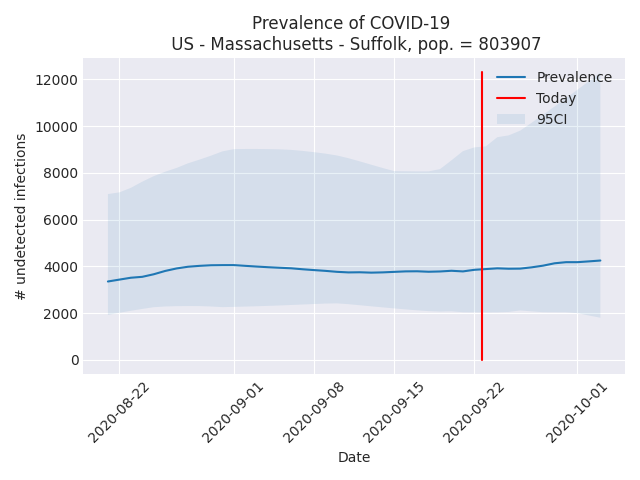 Prevalence of COVID-19
US - Massachusetts - Suffolk, pop. = 803907
Prevalence
Today
95CI
12000
10000
8000
6000
4000
2000
0
# undetected infections
2020-08-22
2020-09-01
2020-09-08
2020-09-15
2020-09-22
2020-10-01
Date